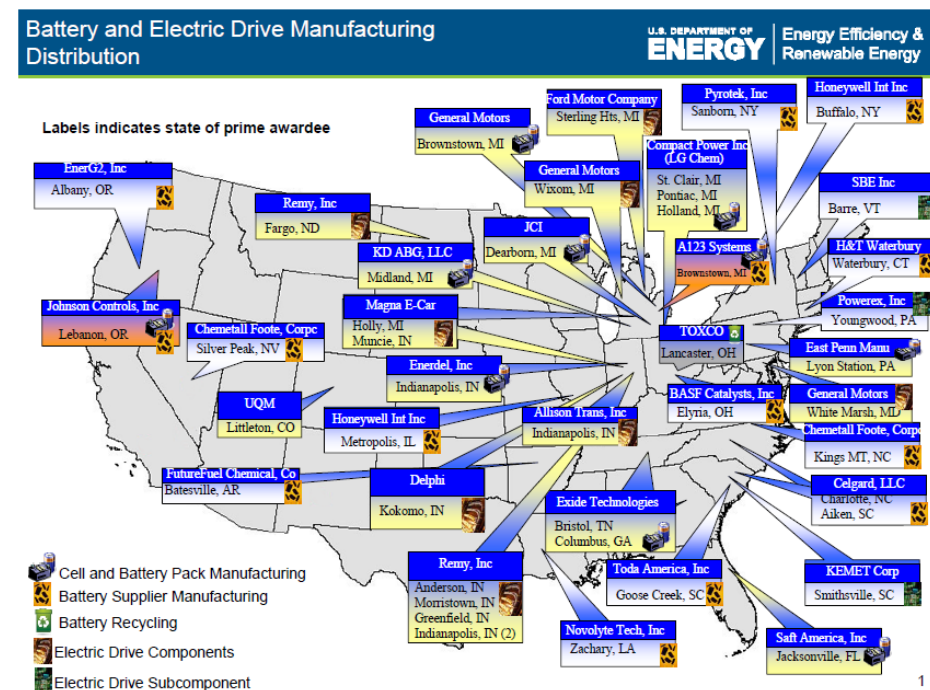 Battery and Electric Drive Manufacturing
Distribution
U.S. DEPARTMENT OF
ENERGY
Energy Efficiency &
Renewable Energy
Labels indicates state of prime awardee
General Motors
Brownstown, MI
Ford Motor Company
Sterling Hts, MI
Pyrotek, Inc
Sanborn, NY
Honeywell Int Inc
Buffalo, NY
General Motors
Wixom, MI
Compact Power Inc
(LG Chem)
St. Clair, MI
Pontiac, MI
Holland, MI
EnerG2, Inc
Albany, OR
Remy, Inc
Fargo, ND
SBE Inc
Barre, VT
JCI
Dearborn, MI
KD ABG, LLC
Midland, MI
A123 Systems
Brownstown, MI
H&T Waterbury
Waterbury, CT
Johnson Controls, Inc
Lebanon, OR
Magna E-Car
Holly, MI
Muncie, IN
Powerex, Inc
Youngwood, PA
Chemetall Foote, Corpc
Silver Peak, NV
TOXCO
Lancaster, OH
East Penn Manu
Lyon Station, PA
Enerdel, Inc
Indianapolis, IN
BASF Catalysts, Inc
Elyria, OH
General Motors
White Marsh, MD
UQM
Littleton, CO
Honeywell Int Inc
Metropolis, IL
Allison Trans, Inc
Indianapolis, IN
Chemetall Foote, Corpo
Kings MT, NC
FutureFuel Chemical, Co
Batesville, AR
Delphi
Kokomo, IN
Exide Technologies
Bristol, TN
Columbus, GA
Celgard, LLC
Charlotte, NC
Aiken, SC
Remy, Inc
Anderson, IN
Morristown, IN
Greenfield, IN
Indianapolis, IN (2)
Toda America, Inc
Goose Creek, SC
KEMET Corp
Smithsville, SC
Novolyte Tech, Inc
Zachary, LA
Saft America, Inc
Jacksonville, FL
Cell and Battery Pack Manufacturing
Battery Supplier Manufacturing
Battery Recycling
Electric Drive Components
Electric Drive Subcomponent
1